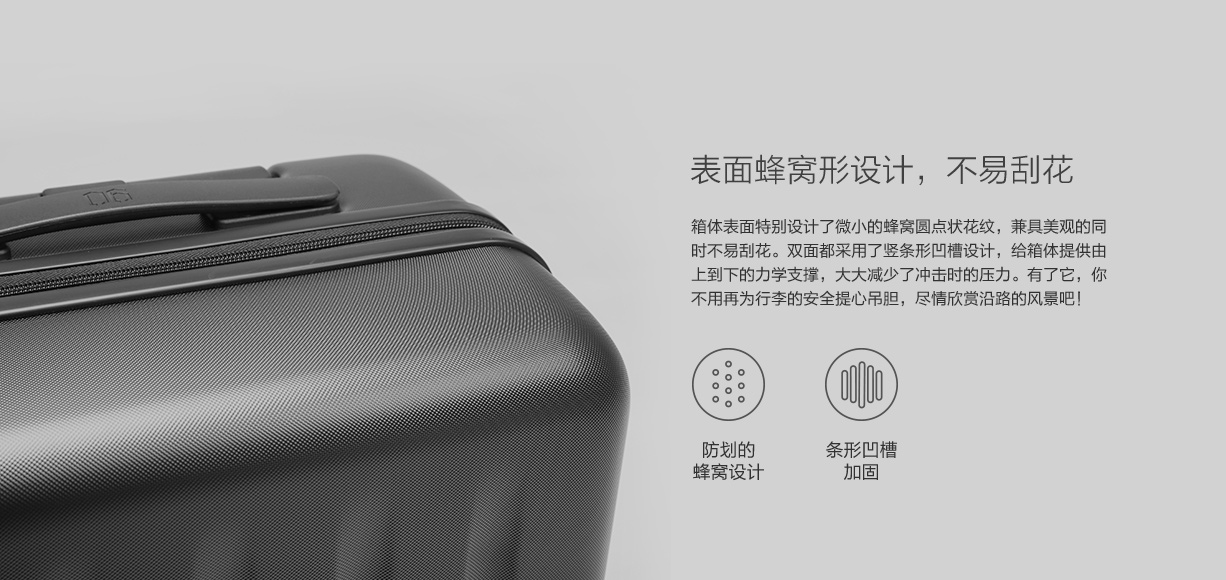 表面蜂窝形设计，不易刮花
箱体表面特别设计了微小的蜂窝圆点状花纹，兼具美观的同
时不易刮花。双面都采用了竖条形凹槽设计，给箱体提供由
上到下的力学支撑，大大减少了冲击时的压力。有了它，你
不用再为行李的安全提心吊胆，尽情欣赏沿路的风景吧！
防划的
蜂窝设计
条形凹槽
加固